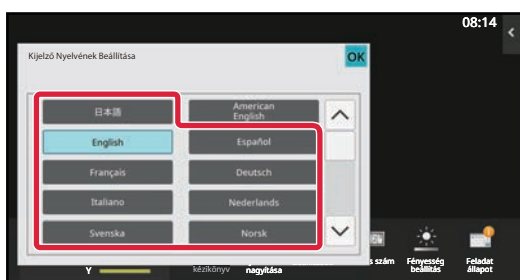 08:14
Kijelző Nyelvének Beállítása
OK
日本語
American
English
English
Español
Français
Deutsch
Italiano
Nederlands
Svenska
Norsk
Y
kézikönyv
nagyítása
s szám
Fényesség
beállítás
Feladat
állapot